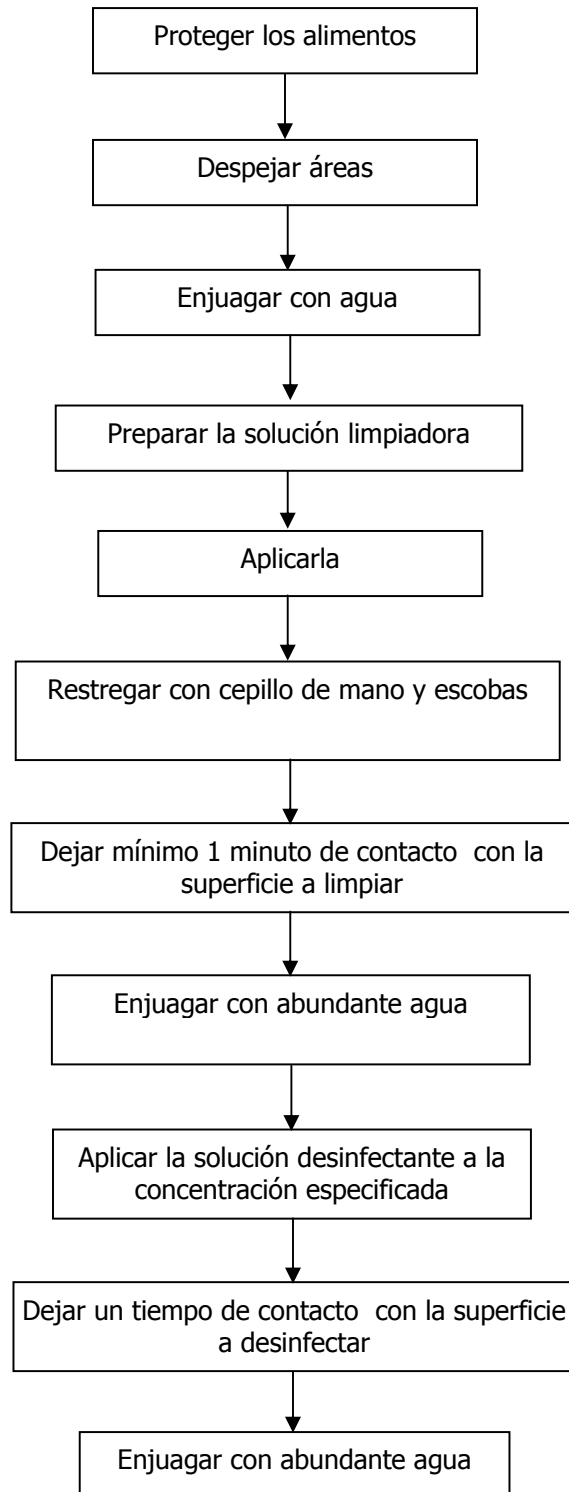 Proteger los alimentos
Despejar áreas
Enjuagar con agua
Preparar la solución limpiadora
Aplicarla
Restregar con cepillo de mano y escobas
Dejar mínimo 1 minuto de contacto  con la
superficie a limpiar
Enjuagar con abundante agua
Aplicar la solución desinfectante a la
concentración especificada
Dejar un tiempo de contacto  con la superficie
a desinfectar
Enjuagar con abundante agua